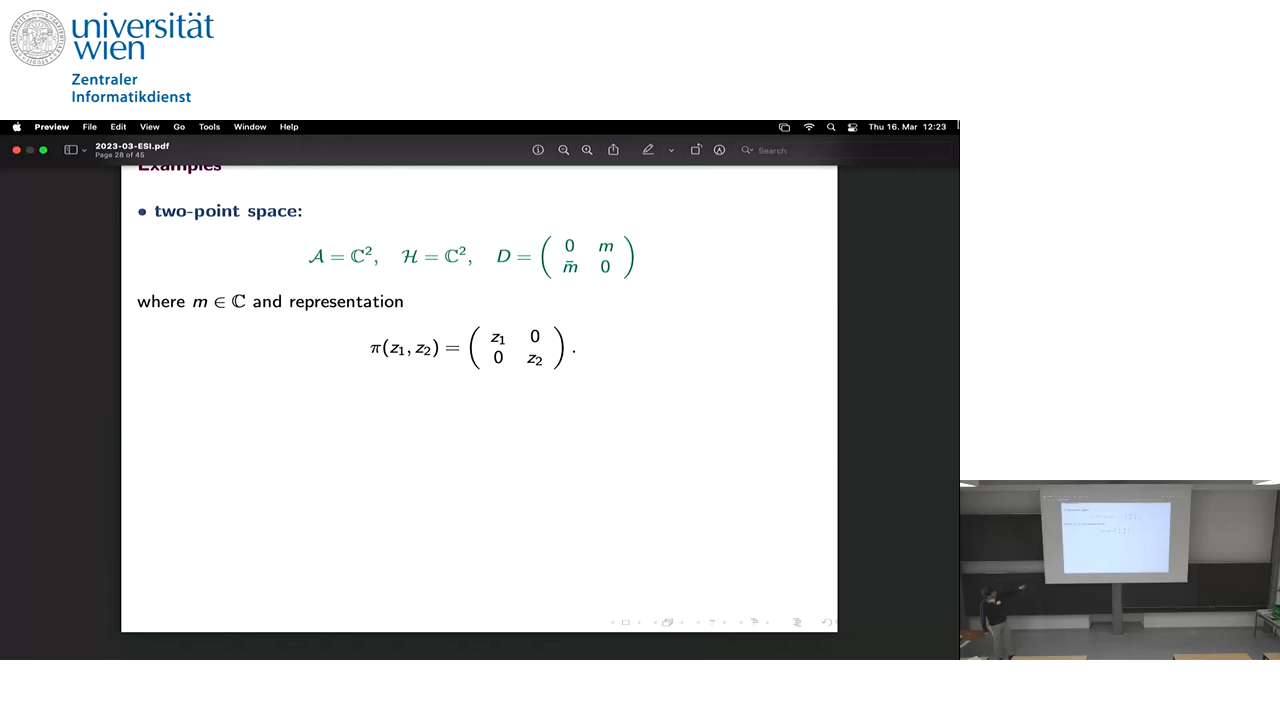 universität
wien
Zentraler
Informatikdienst
Preview File Edit View Go Tools Window Help Thu 16. Mar 12:23
2023-03-ESI.pdf
Page 28 of 45
Search
Examples
• two-point space:
𝒜 = ℂ², ℋ = ℂ², D = ( 0 m
m̄ 0 )
where m ∈ ℂ and representation
π(z₁, z₂) = ( z₁ 0
0 z₂ ) .